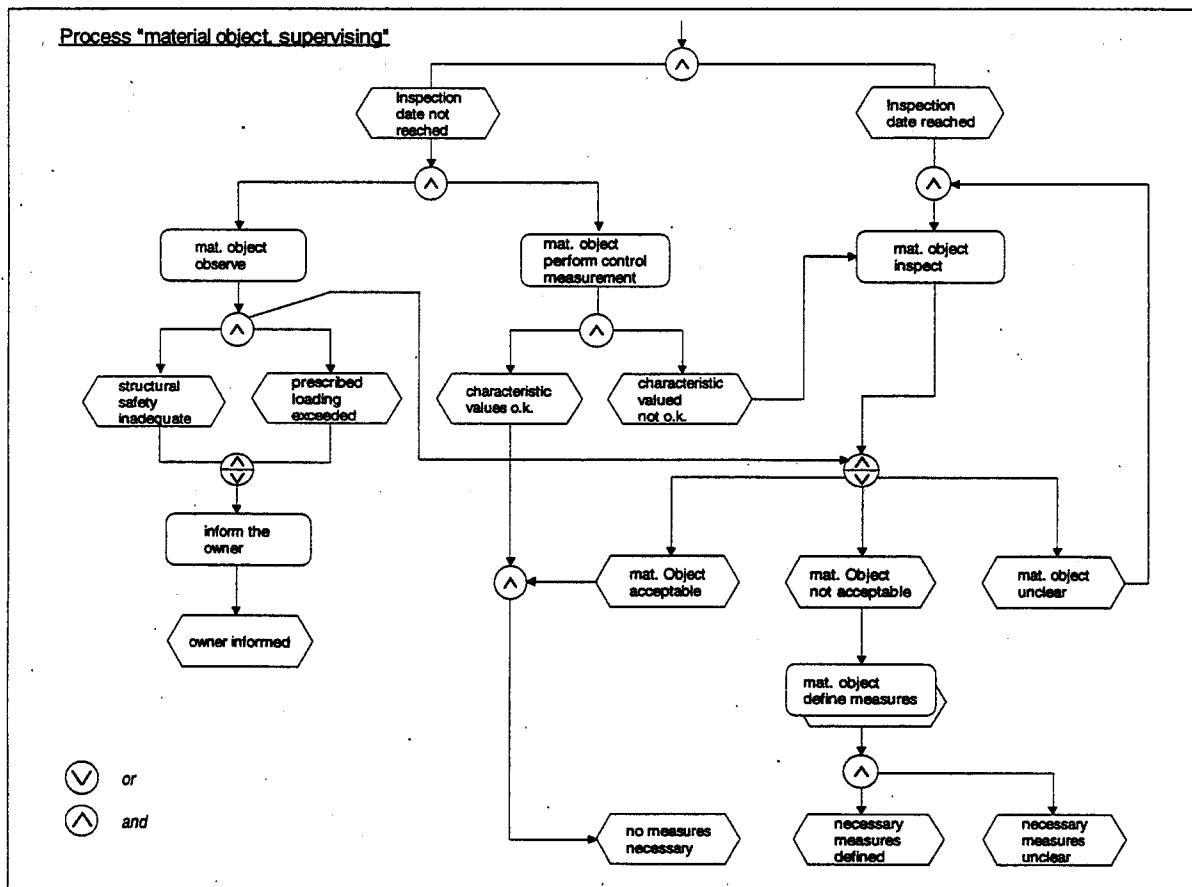 Process "material object, supervising"
Inspection
date not
reached
Inspection
date reached
mat. object
observe
mat. object
perform control
measurement
mat. object
inspect
structural
safety
inadequate
prescribed
loading
exceeded
characteristic
values o.k.
characteristic
valued
not o.k.
inform the
owner
mat. Object
acceptable
mat. Object
not acceptable
mat. object
unclear
owner informed
mat. object
define measures
or
and
no measures
necessary
necessary
measures
defined
necessary
measures
unclear